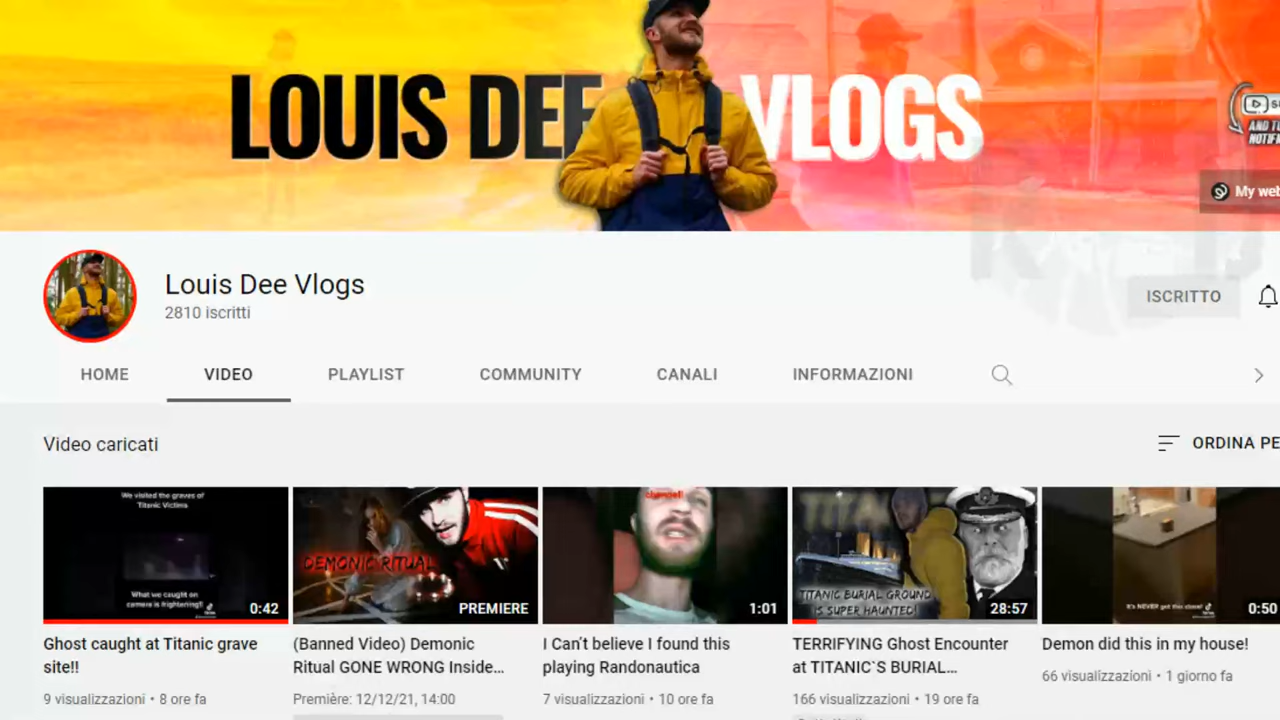 LOUIS DEE VLOGS
My web
Louis Dee Vlogs
2810 iscritti
ISCRITTO
HOME VIDEO PLAYLIST COMMUNITY CANALI INFORMAZIONI
Video caricati
ORDINA PE
We visited the graves of
Titanic Victims
What we caught on
camera is frightening!!
0:42
DEMONIC RITUAL
PREMIERE
1:01
TITANIC BURIAL GROUND
IS SUPER HAUNTED!
28:57
It's NEVER got this close!
0:50
Ghost caught at Titanic grave
site!!
9 visualizzazioni • 8 ore fa
(Banned Video) Demonic
Ritual GONE WRONG Inside...
Première: 12/12/21, 14:00
I Can't believe I found this
playing Randonautica
7 visualizzazioni • 10 ore fa
TERRIFYING Ghost Encounter
at TITANIC`S BURIAL...
166 visualizzazioni • 19 ore fa
Demon did this in my house!
66 visualizzazioni • 1 giorno fa